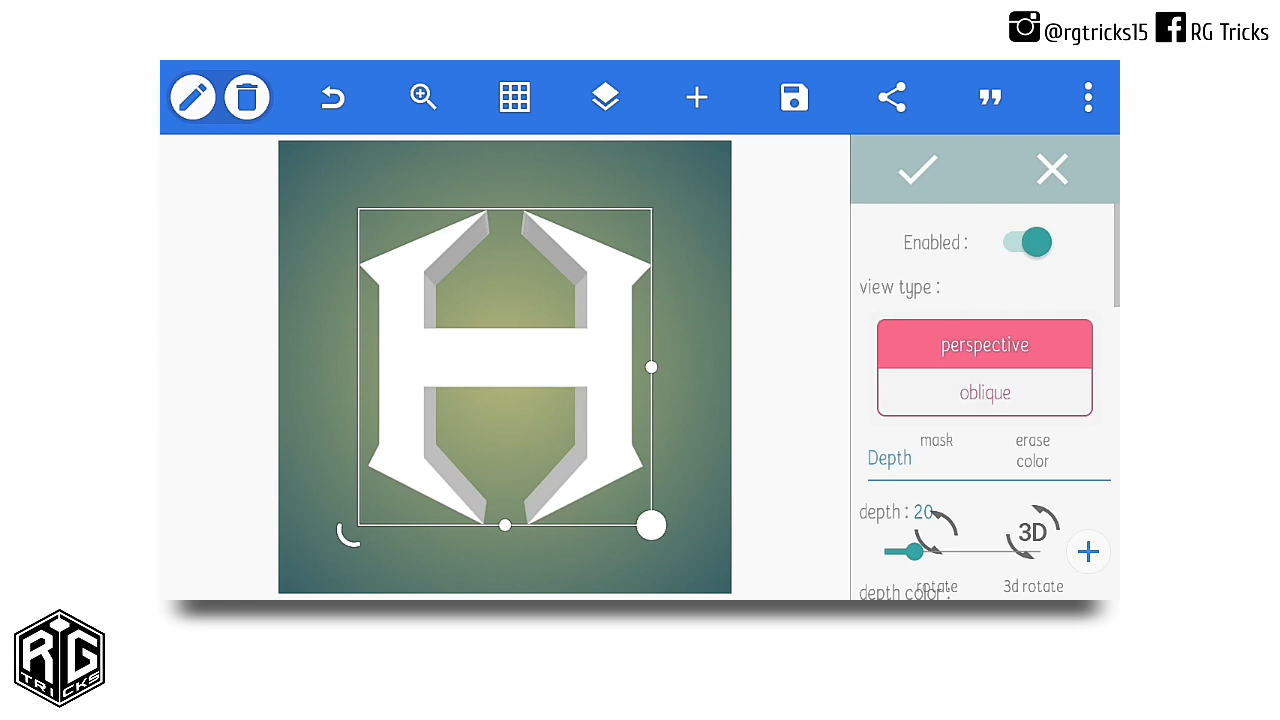 @rgtricks15 RG Tricks
Enabled :
view type :
perspective
oblique
mask
erase
color
Depth
depth : 20
3D
depth color :
rotate
3d rotate
H
RG
TRICKS